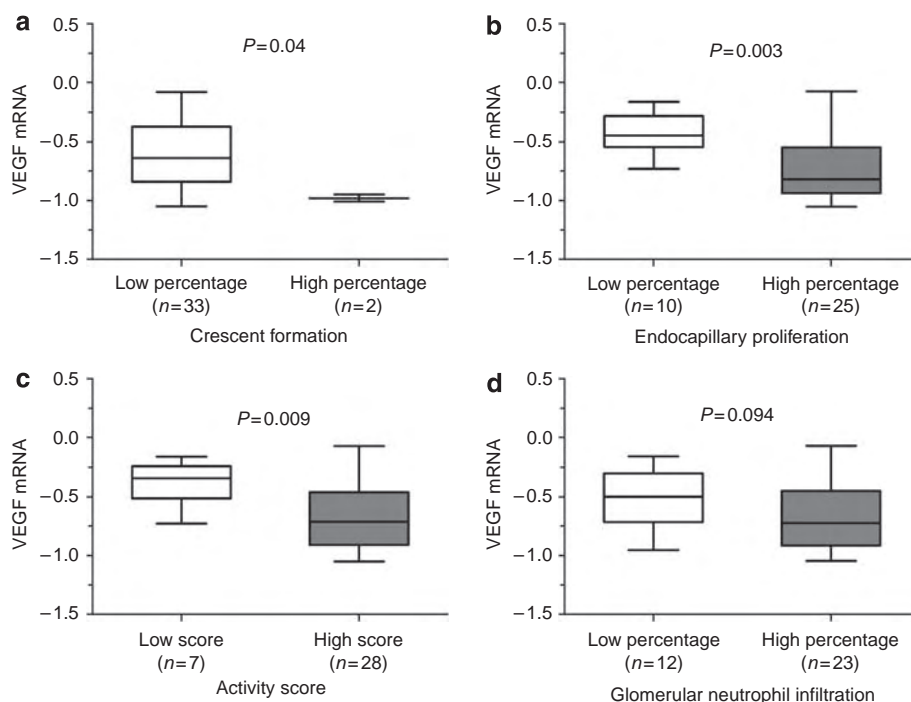 a
P=0.04
VEGF mRNA
0.5
0.0
−0.5
−1.0
−1.5
Low percentage
(n=33)
High percentage
(n=2)
Crescent formation
b
P=0.003
VEGF mRNA
0.5
0.0
−0.5
−1.0
−1.5
Low percentage
(n=10)
High percentage
(n=25)
Endocapillary proliferation
c
P=0.009
VEGF mRNA
0.5
0.0
−0.5
−1.0
−1.5
Low score
(n=7)
High score
(n=28)
Activity score
d
P=0.094
VEGF mRNA
0.5
0.0
−0.5
−1.0
−1.5
Low percentage
(n=12)
High percentage
(n=23)
Glomerular neutrophil infiltration